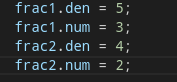 frac1.den = 5;
frac1.num = 3;
frac2.den = 4;
frac2.num = 2;